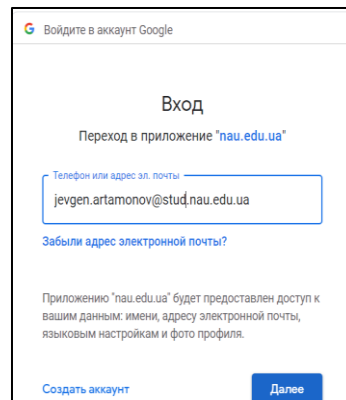 Войдите в аккаунт Google
Вход
Переход в приложение "nau.edu.ua"
Телефон или адрес эл. почты
jevgen.artamonov@stud.nau.edu.ua
Забыли адрес электронной почты?
Приложению "nau.edu.ua" будет предоставлен доступ к
вашим данным: имени, адресу электронной почты,
языковым настройкам и фото профиля.
Создать аккаунт
Далее